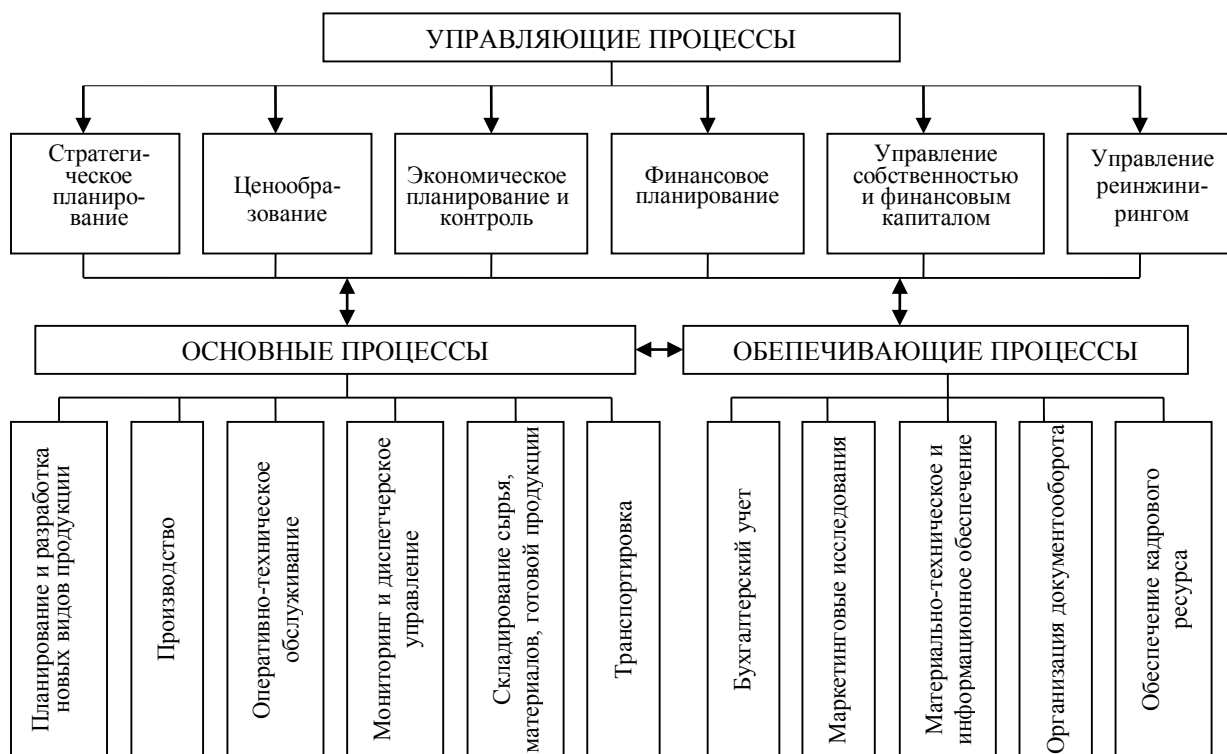 УПРАВЛЯЮЩИЕ ПРОЦЕССЫ
Стратеги-
ческое
планиро-
вание
Ценообра-
зование
Экономическое
планирование и
контроль
Финансовое
планирование
Управление
собственностью
и финансовым
капиталом
Управление
реинжини-
рингом
ОСНОВНЫЕ ПРОЦЕССЫ
ОБЕПЕЧИВАЮЩИЕ ПРОЦЕССЫ
Планирование и разработка
новых видов продукции
Производство
Оперативно-техническое
обслуживание
Мониторинг и диспетчерское
управление
Складирование сырья,
материалов, готовой продукции
Транспортировка
Бухгалтерский учет
Маркетинговые исследования
Материально-техническое и
информационное обеспечение
Организация документооборота
Обеспечение кадрового
ресурса